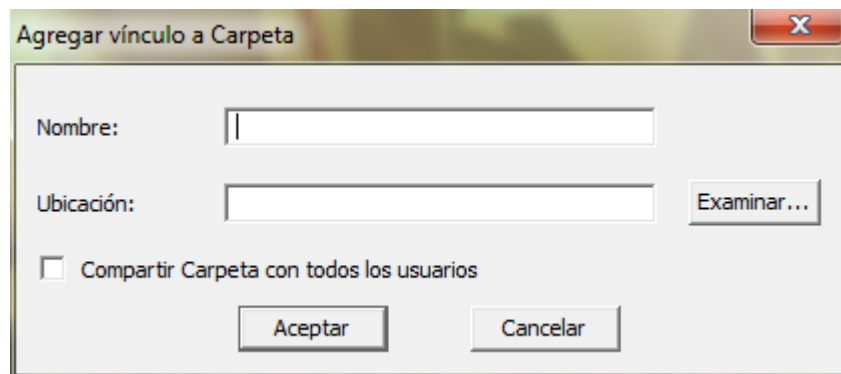 Agregar vínculo a Carpeta
Nombre:
Ubicación:
Examinar...
Compartir Carpeta con todos los usuarios
Aceptar
Cancelar